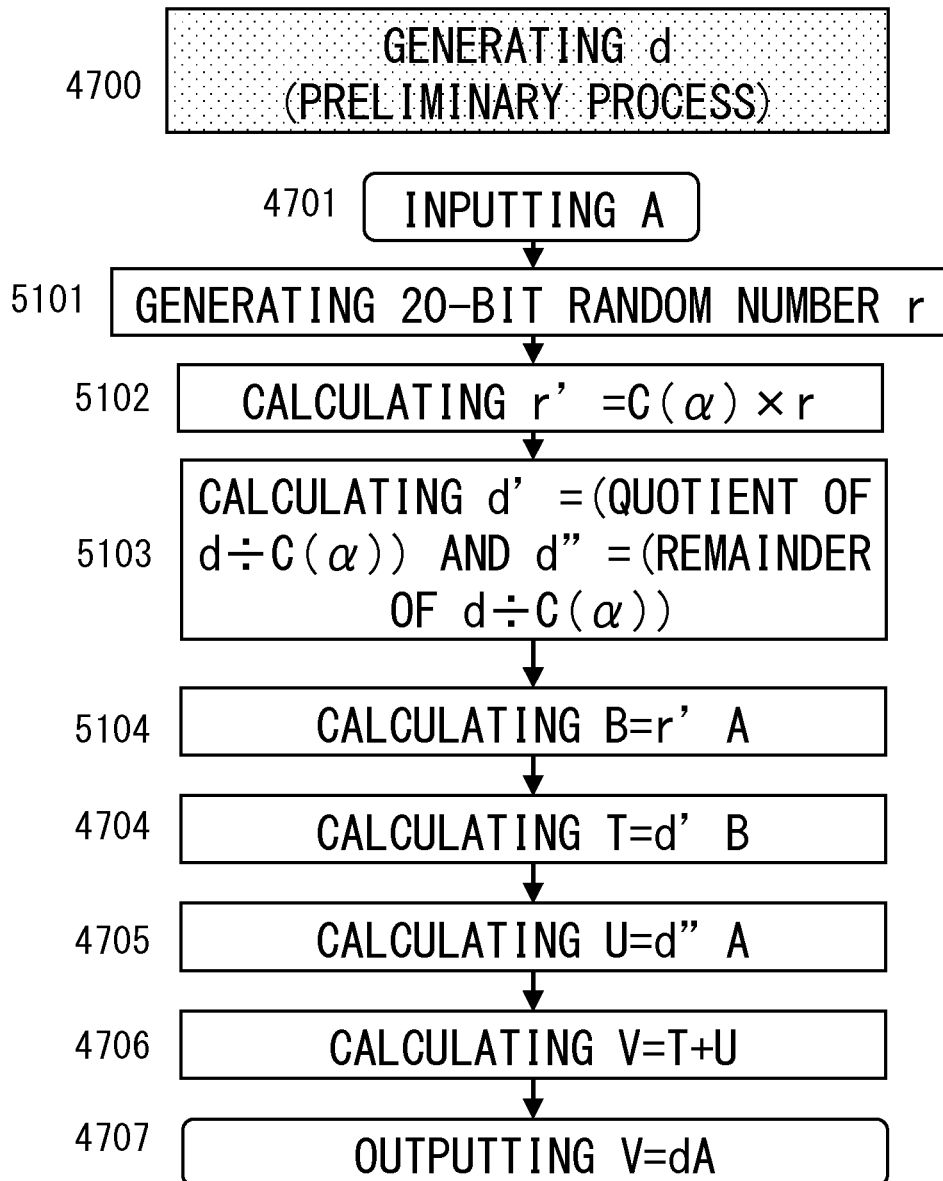 GENERATING d
4700
(PRELIMINARY PROCESS)
4701
INPUTTING A
5101
GENERATING 20-BIT RANDOM NUMBER r
5102
CALCULATING r' =C(α)×r
CALCULATING d' =(QUOTIENT OF
5103
d÷C(α)) AND d" =(REMAINDER
OF d÷C(α))
5104
CALCULATING B=r' A
4704
CALCULATING T=d' B
4705
CALCULATING U=d" A
4706
CALCULATING V=T+U
4707
OUTPUTTING V=dA